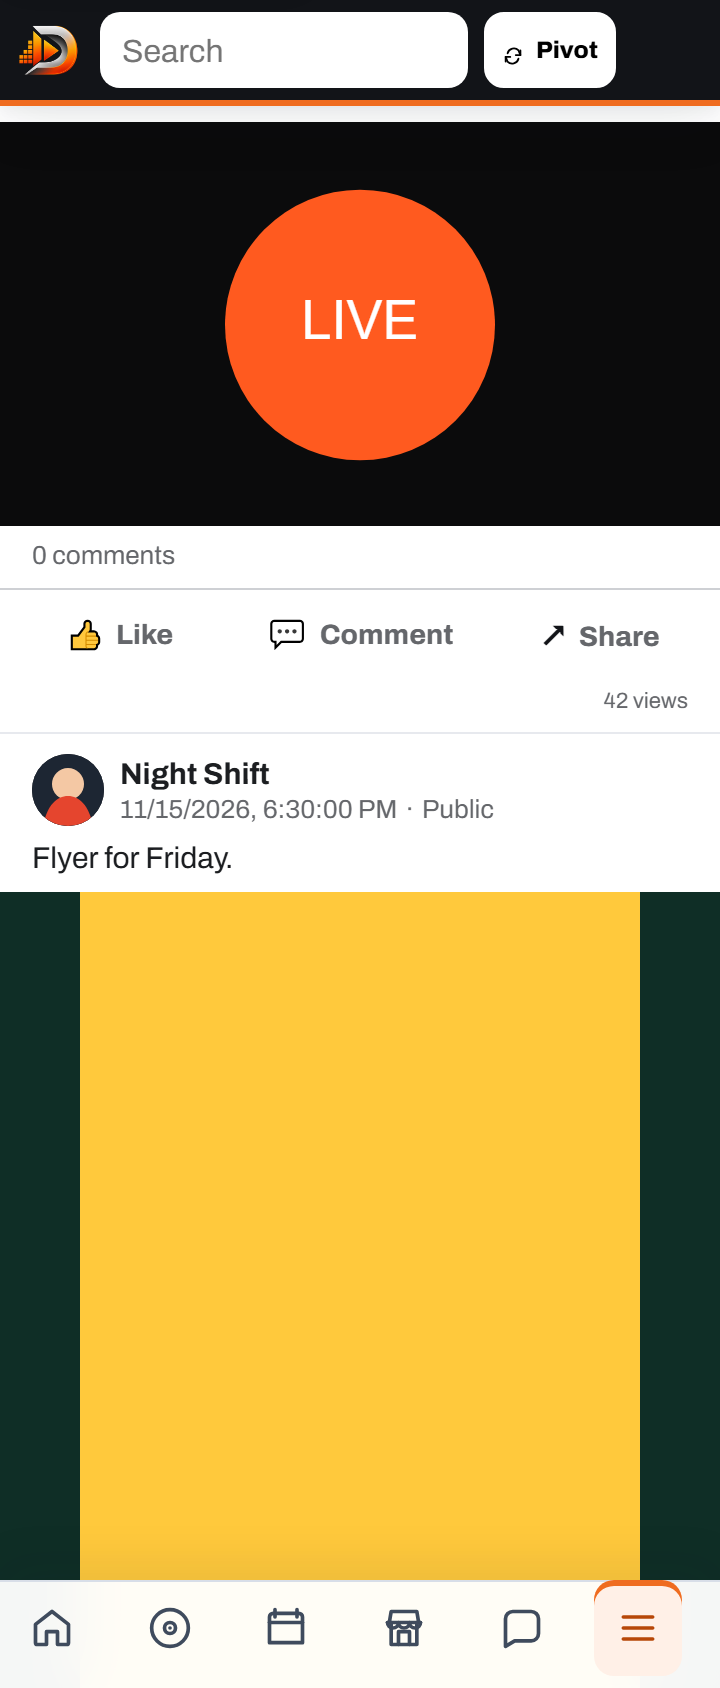 Search
Pivot
LIVE
0 comments
Like
Comment
Share
42 views
Night Shift
11/15/2026, 6:30:00 PM · Public
Flyer for Friday.